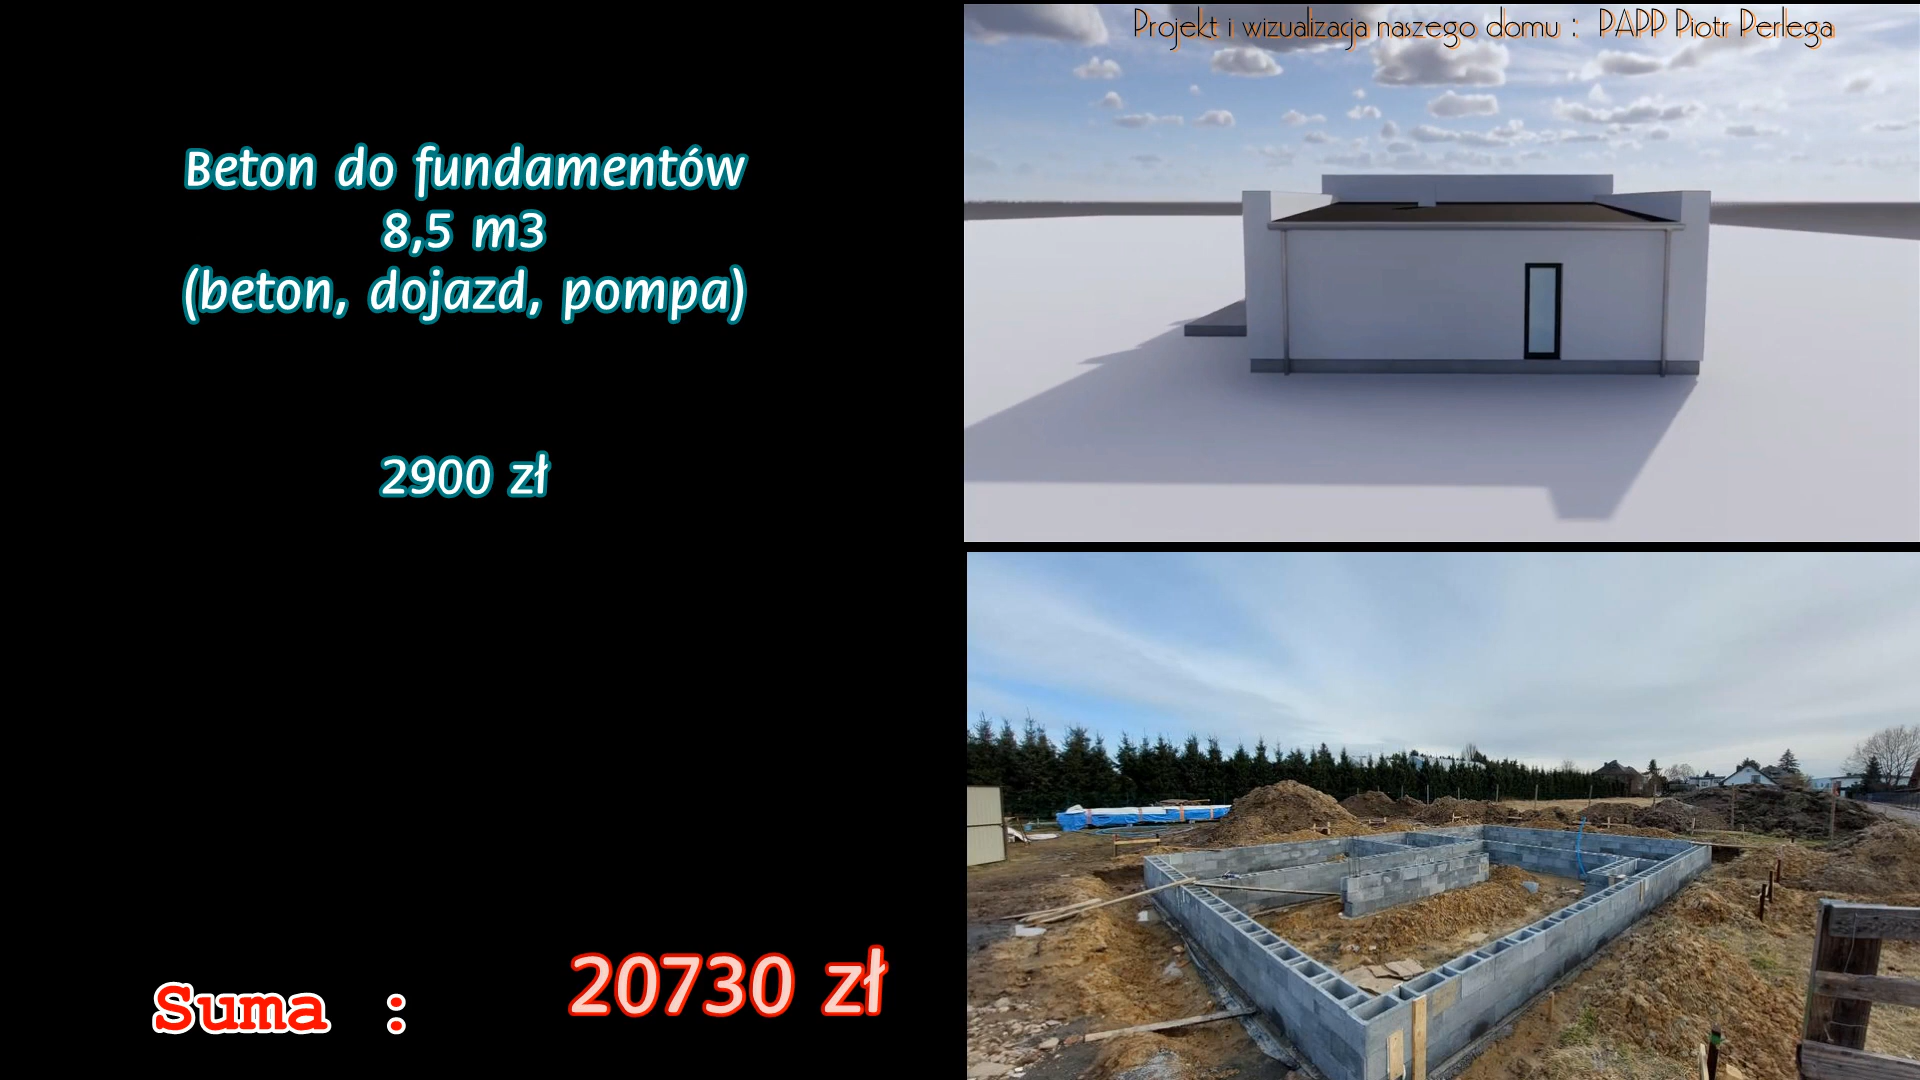 Beton do fundamentów
8,5 m3
(beton, dojazd, pompa)
2900 zł
Suma :
20730 zł
Projekt i wizualizacja naszego domu : PAPP Piotr Perlega